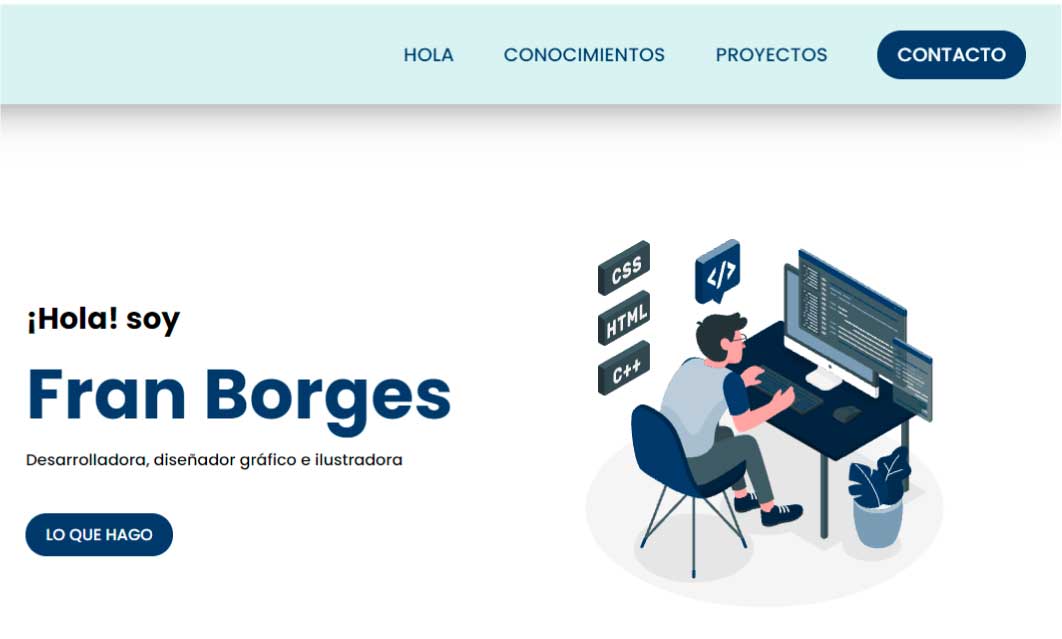 HOLA CONOCIMIENTOS PROYECTOS CONTACTO
¡Hola! soy
Fran Borges
Desarrolladora, diseñador gráfico e ilustradora
LO QUE HAGO
CSS
</>
HTML
C++